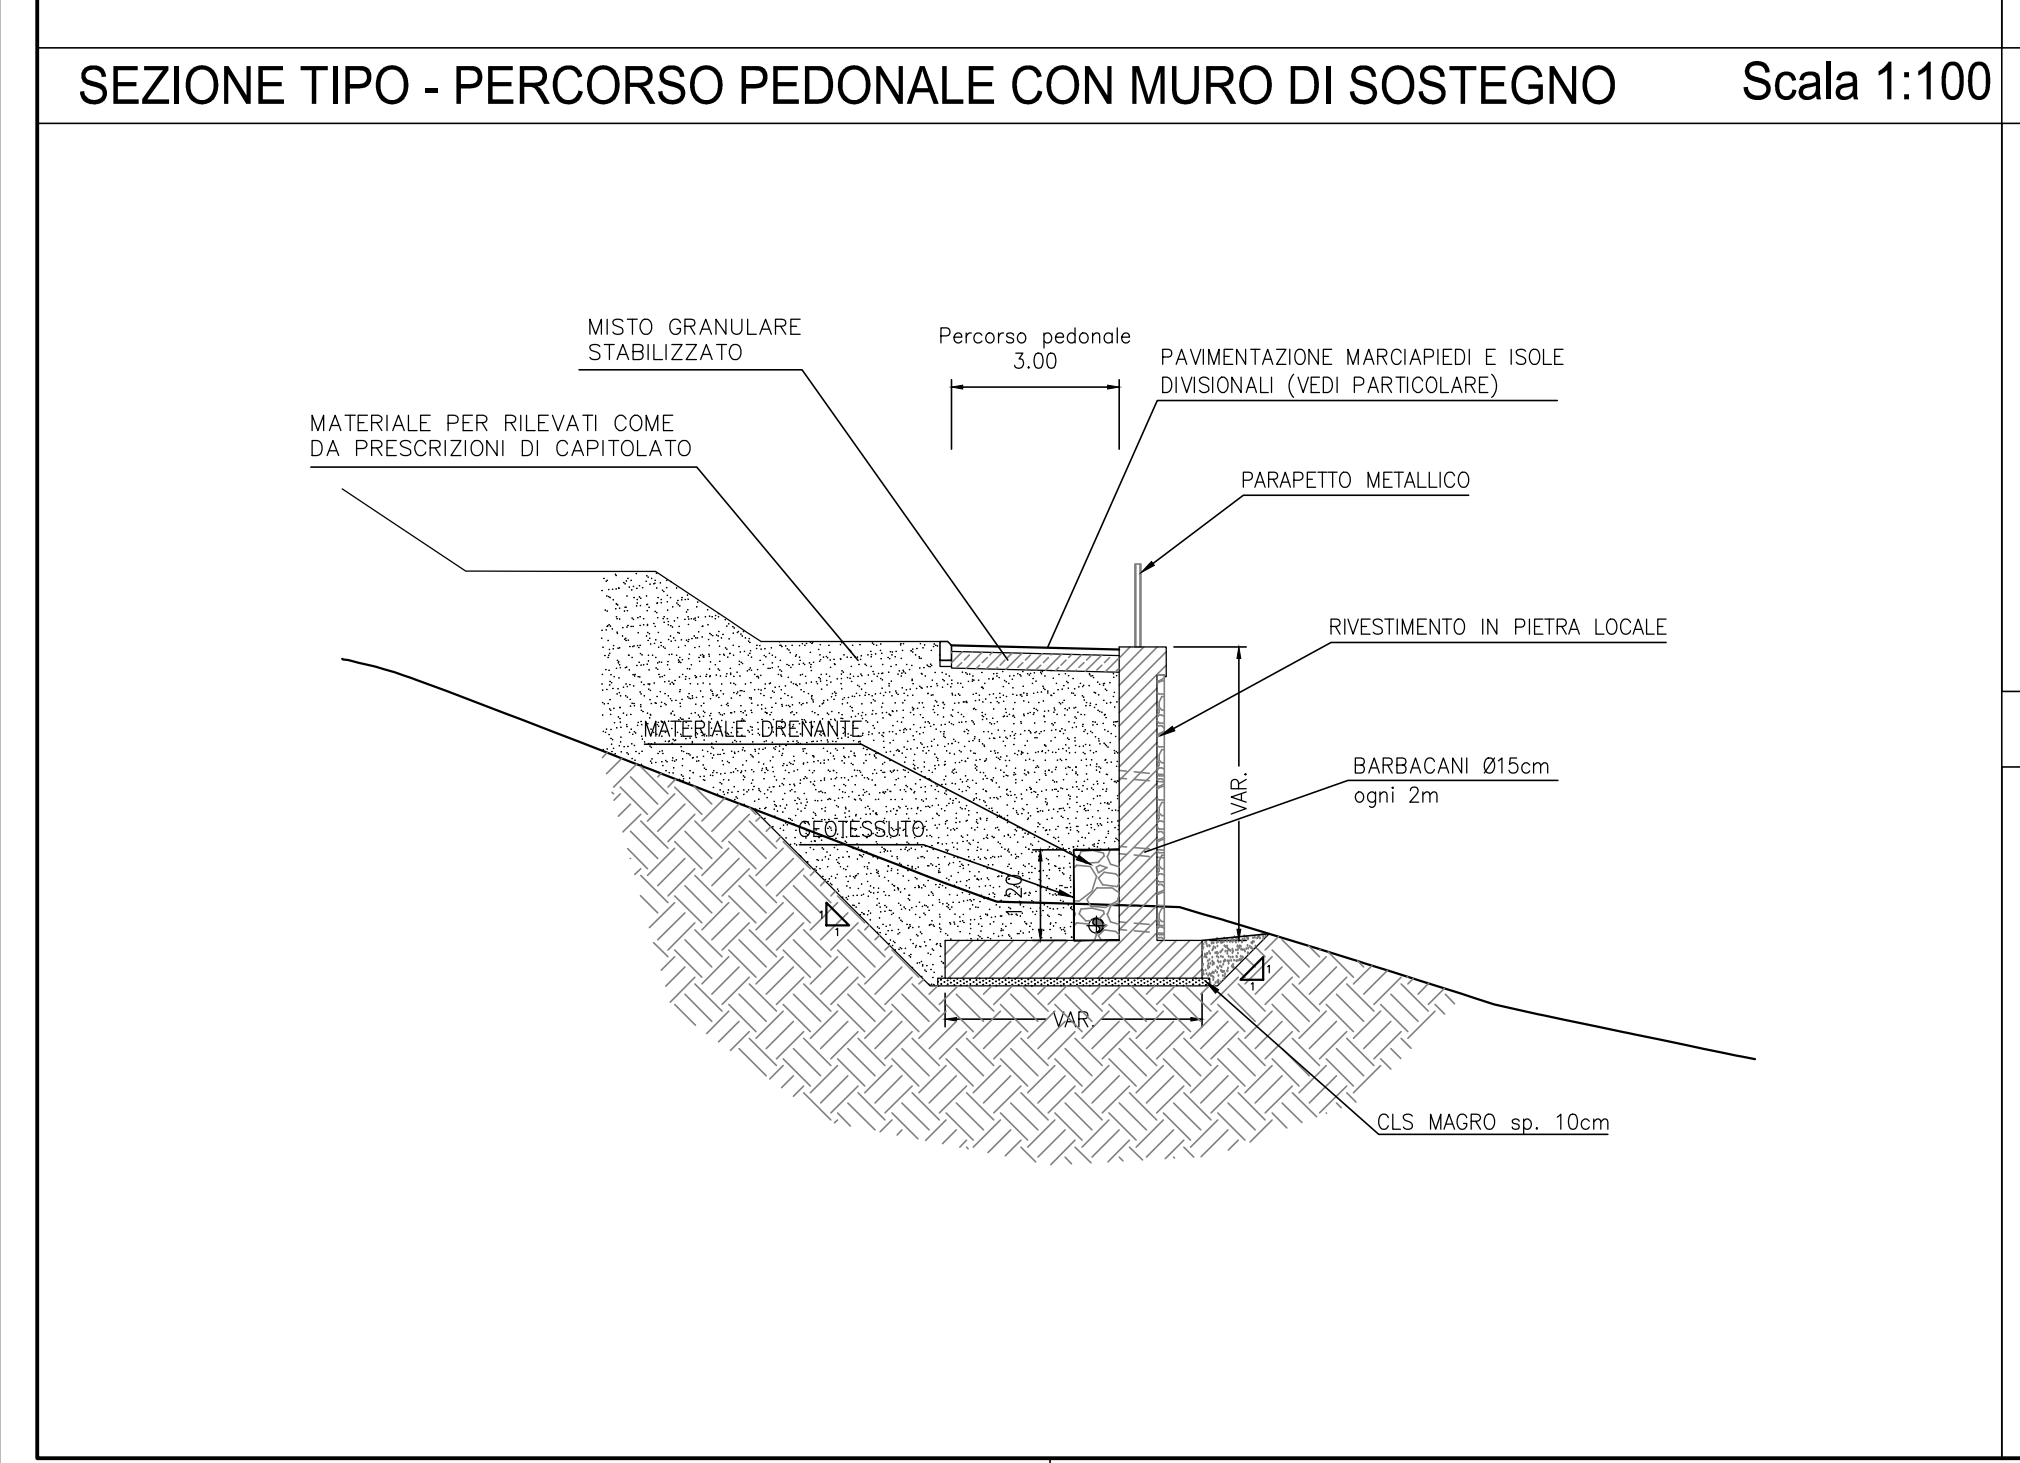 SEZIONE TIPO - PERCORSO PEDONALE CON MURO DI SOSTEGNO
Scala 1:100
MISTO GRANULARE
STABILIZZATO
Percorso pedonale
3.00
PAVIMENTAZIONE MARCIAPIEDI E ISOLE
DIVISIONALI (VEDI PARTICOLARE)
MATERIALE PER RILEVATI COME
DA PRESCRIZIONI DI CAPITOLATO
PARAPETTO METALLICO
RIVESTIMENTO IN PIETRA LOCALE
MATERIALE DRENANTE
BARBACANI Ø15cm
ogni 2m
VAR.
GEOTESSUTO
1.20
1
1
1
1
VAR.
CLS MAGRO sp. 10cm